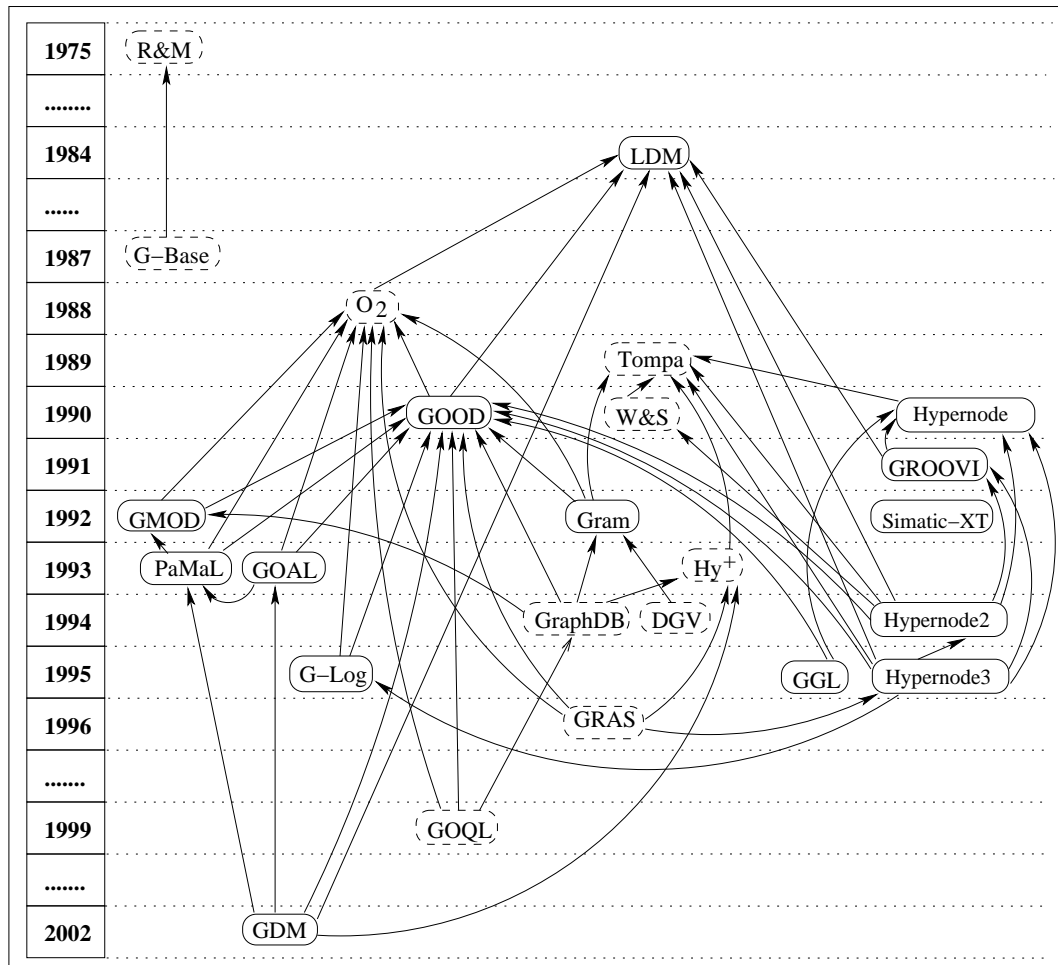 1975 R&M
........
1984 LDM
......
1987 G−Base
1988 O2
1989 Tompa
1990 GOOD W&S Hypernode
1991 GROOVI
1992 GMOD Gram Simatic−XT
1993 PaMaL GOAL Hy+
1994 GraphDB DGV Hypernode2
1995 G−Log GGL Hypernode3
1996 GRAS
.......
1999 GOQL
.......
2002 GDM